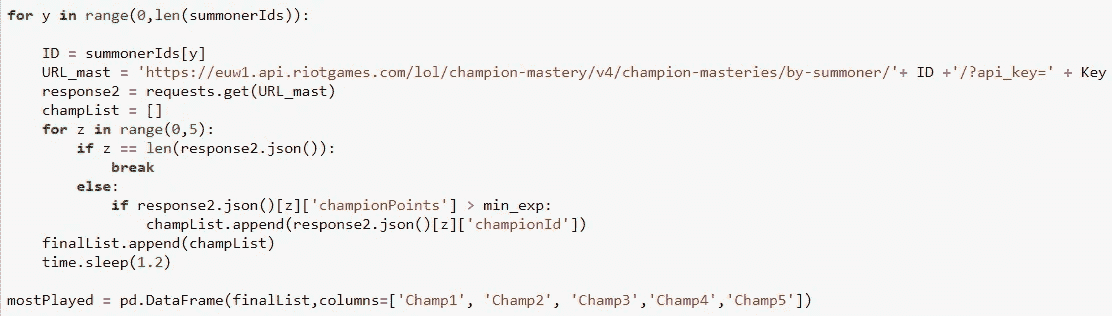 for y in range(0,len(summonerIds)):
    ID = summonerIds[y]
    URL_mast = 'https://euw1.api.riotgames.com/lol/champion-mastery/v4/champion-masteries/by-summoner/'+ ID +'/?api_key=' + Key
    response2 = requests.get(URL_mast)
    champList = []
    for z in range(0,5):
        if z == len(response2.json()):
            break
        else:
            if response2.json()[z]['championPoints'] > min_exp:
                champList.append(response2.json()[z]['championId'])
    finalList.append(champList)
    time.sleep(1.2)
mostPlayed = pd.DataFrame(finalList,columns=['Champ1', 'Champ2', 'Champ3','Champ4','Champ5'])